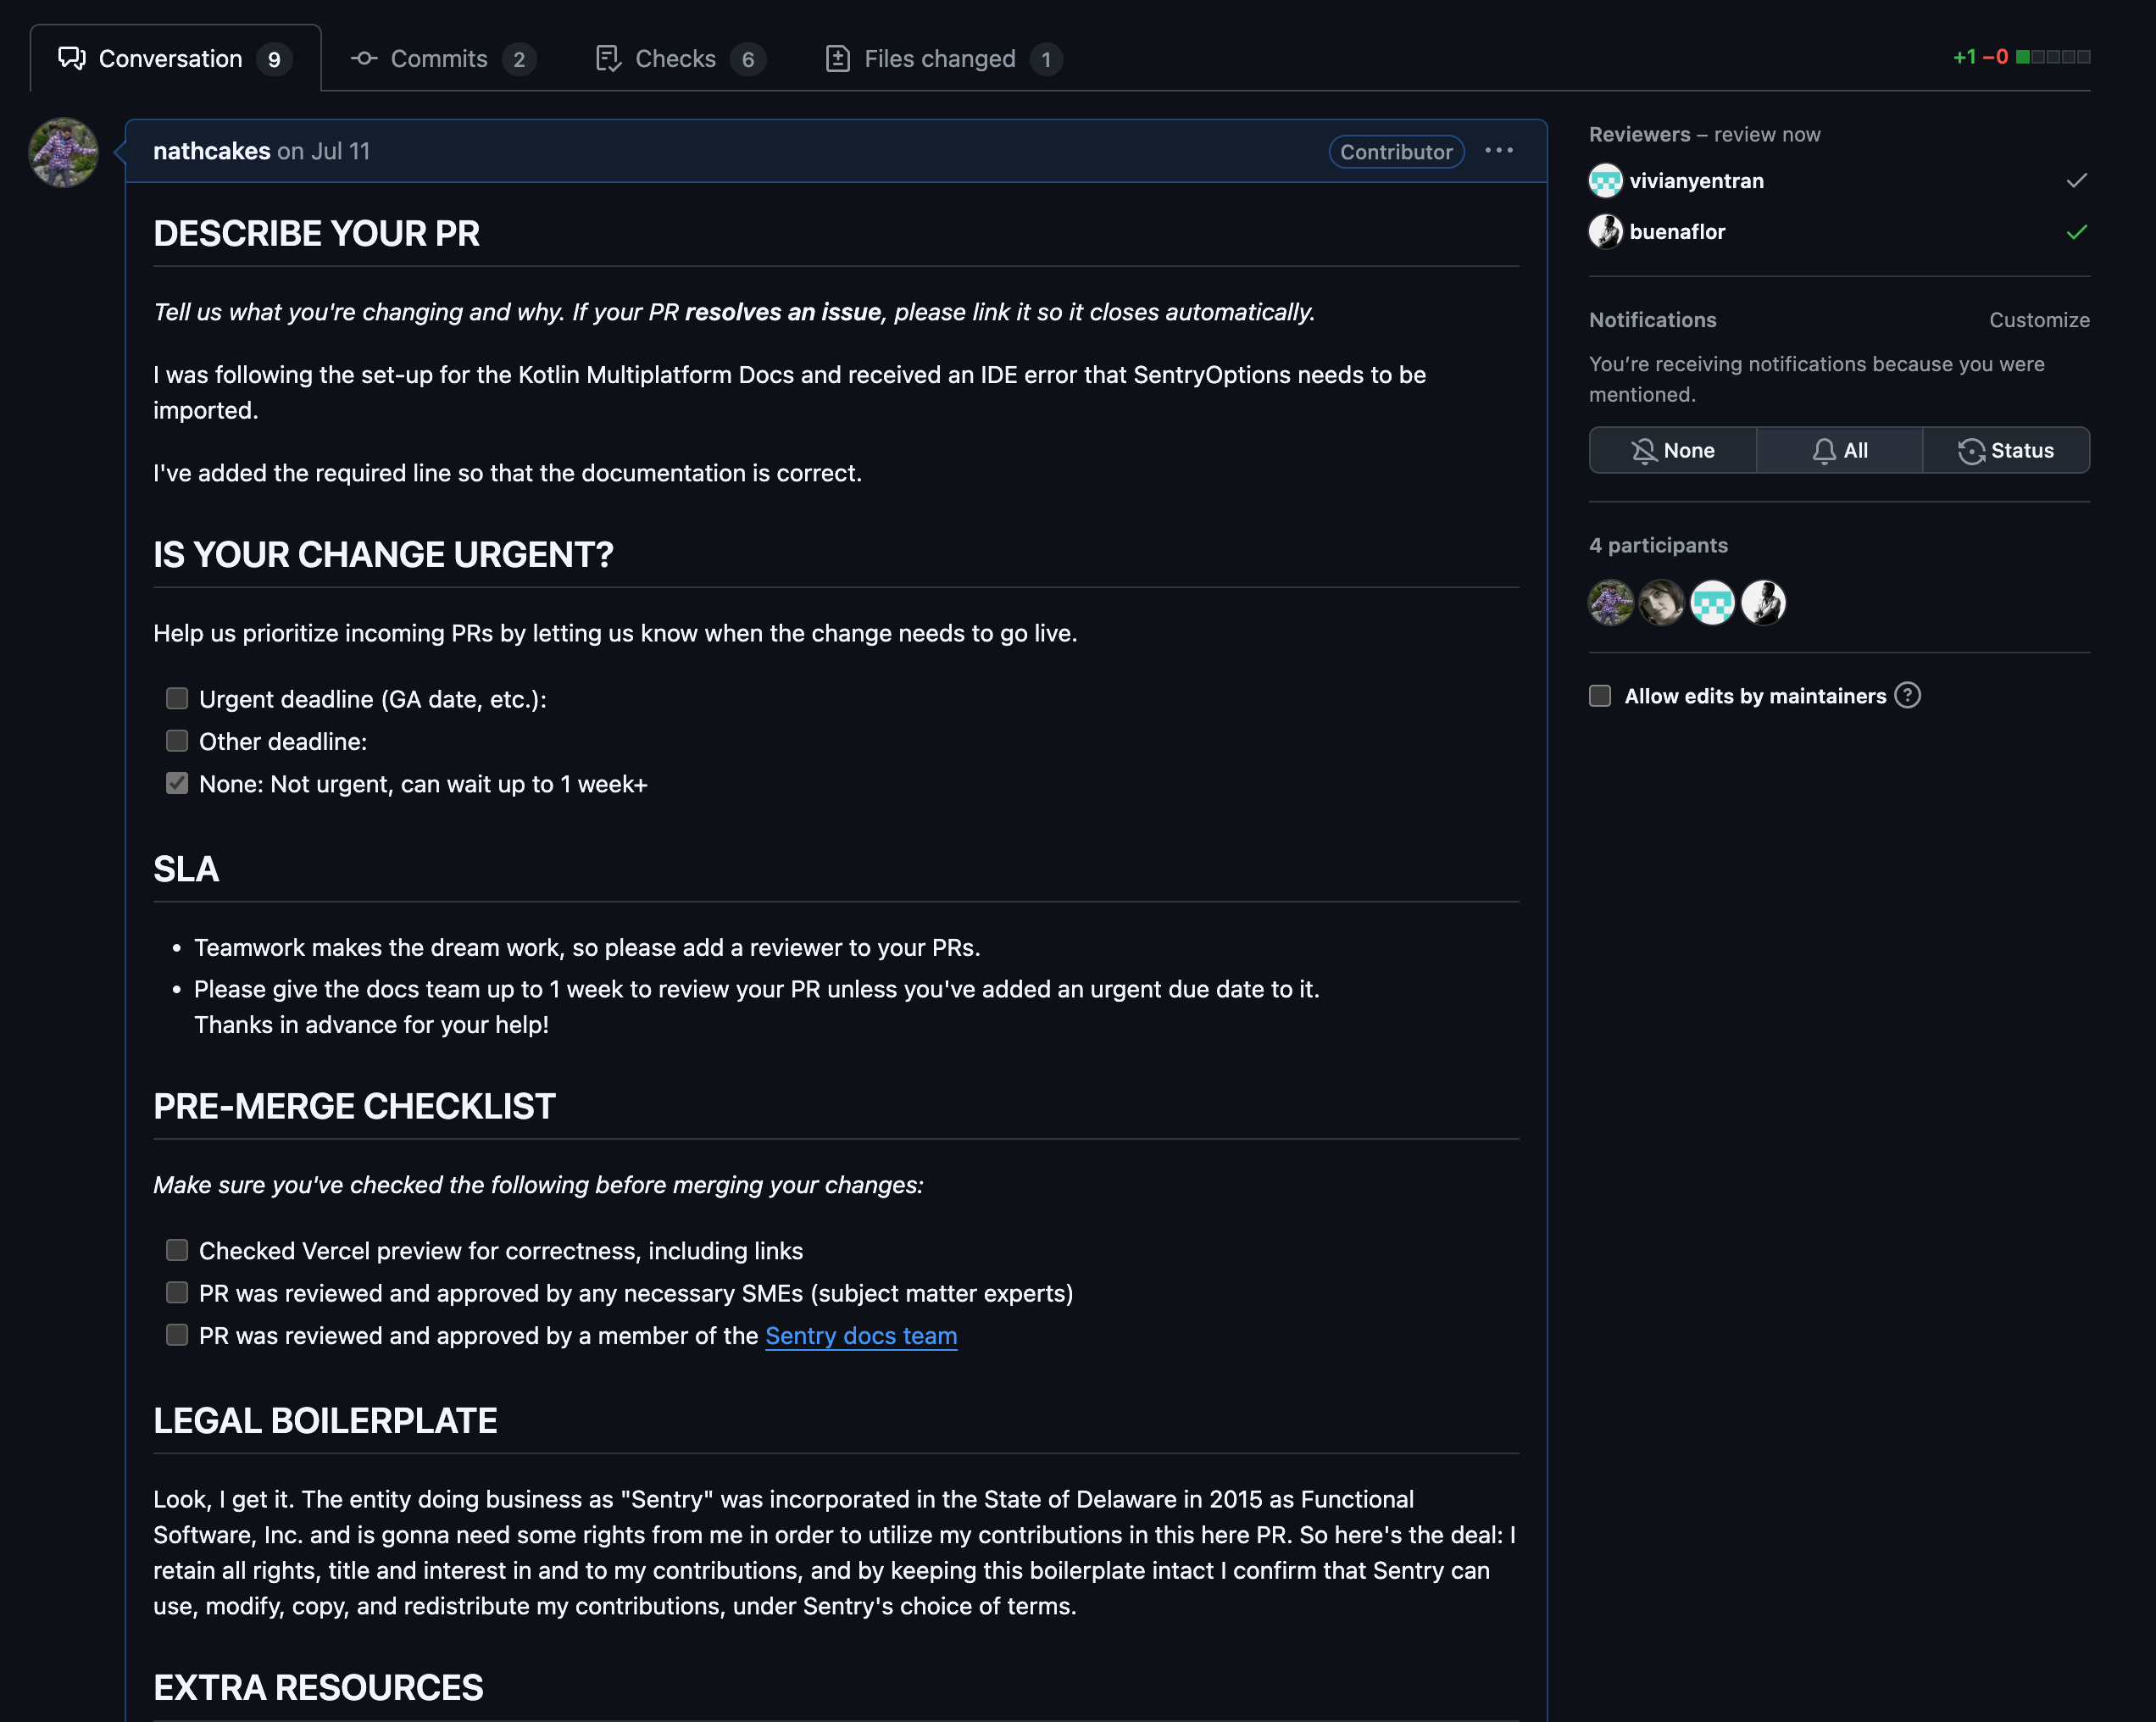 Conversation 9 Commits 2 Checks 6 Files changed 1 +1 −0
nathcakes on Jul 11 Contributor
DESCRIBE YOUR PR
Tell us what you're changing and why. If your PR resolves an issue, please link it so it closes automatically.
I was following the set-up for the Kotlin Multiplatform Docs and received an IDE error that SentryOptions needs to be
imported.
I've added the required line so that the documentation is correct.
IS YOUR CHANGE URGENT?
Help us prioritize incoming PRs by letting us know when the change needs to go live.
Urgent deadline (GA date, etc.):
Other deadline:
None: Not urgent, can wait up to 1 week+
SLA
• Teamwork makes the dream work, so please add a reviewer to your PRs.
• Please give the docs team up to 1 week to review your PR unless you've added an urgent due date to it.
Thanks in advance for your help!
PRE-MERGE CHECKLIST
Make sure you've checked the following before merging your changes:
Checked Vercel preview for correctness, including links
PR was reviewed and approved by any necessary SMEs (subject matter experts)
PR was reviewed and approved by a member of the Sentry docs team
LEGAL BOILERPLATE
Look, I get it. The entity doing business as "Sentry" was incorporated in the State of Delaware in 2015 as Functional
Software, Inc. and is gonna need some rights from me in order to utilize my contributions in this here PR. So here's the deal: I
retain all rights, title and interest in and to my contributions, and by keeping this boilerplate intact I confirm that Sentry can
use, modify, copy, and redistribute my contributions, under Sentry's choice of terms.
EXTRA RESOURCES
Reviewers – review now
vivianyentran
buenaflor
Notifications Customize
You’re receiving notifications because you were
mentioned.
None All Status
4 participants
Allow edits by maintainers ?